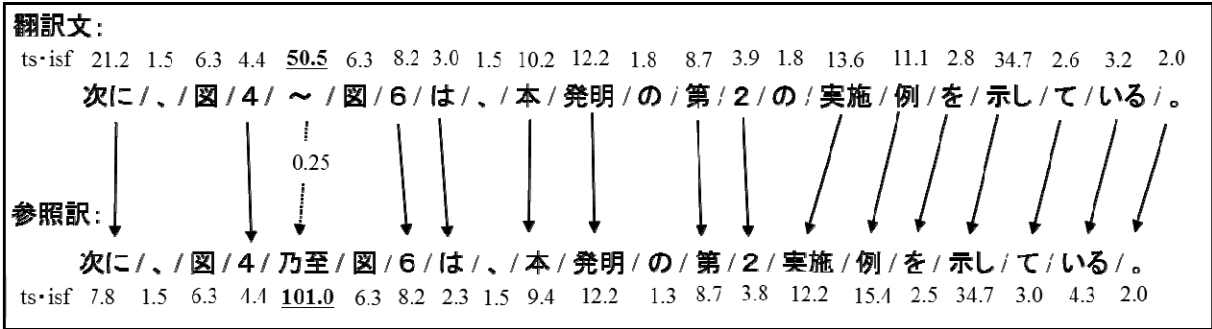 翻訳文:
ts·isf 21.2 1.5 6.3 4.4 50.5 6.3 8.2 3.0 1.5 10.2 12.2 1.8 8.7 3.9 1.8 13.6 11.1 2.8 34.7 2.6 3.2 2.0
次に/、/図/4/~/図/6/は/、/本/発明/の/第/2/の/実施/例/を/示し/て/いる/。
0.25
参照訳:
次に/、/図/4/乃至/図/6/は/、/本/発明/の/第/2/実施/例/を/示し/て/いる/。
ts·isf 7.8 1.5 6.3 4.4 101.0 6.3 8.2 2.3 1.5 9.4 12.2 1.3 8.7 3.8 12.2 15.4 2.5 34.7 3.0 4.3 2.0